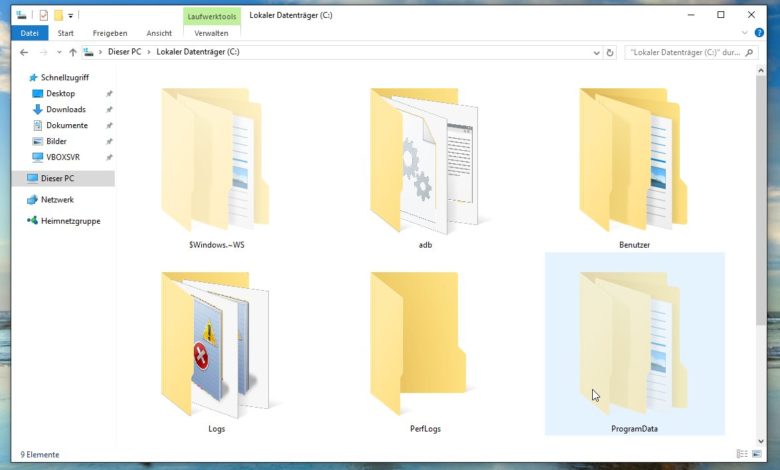 Laufwerktools
Lokaler Datenträger (C:)
Datei
Start
Freigeben
Ansicht
Verwalten
Dieser PC
Lokaler Datenträger (C:)
"Lokaler Datenträger (C:)" dur...
Schnellzugriff
Desktop
Downloads
Dokumente
Bilder
VBOXSVR
Dieser PC
Netzwerk
Heimnetzgruppe
$Windows.~WS
adb
Benutzer
Logs
PerfLogs
ProgramData
9 Elemente